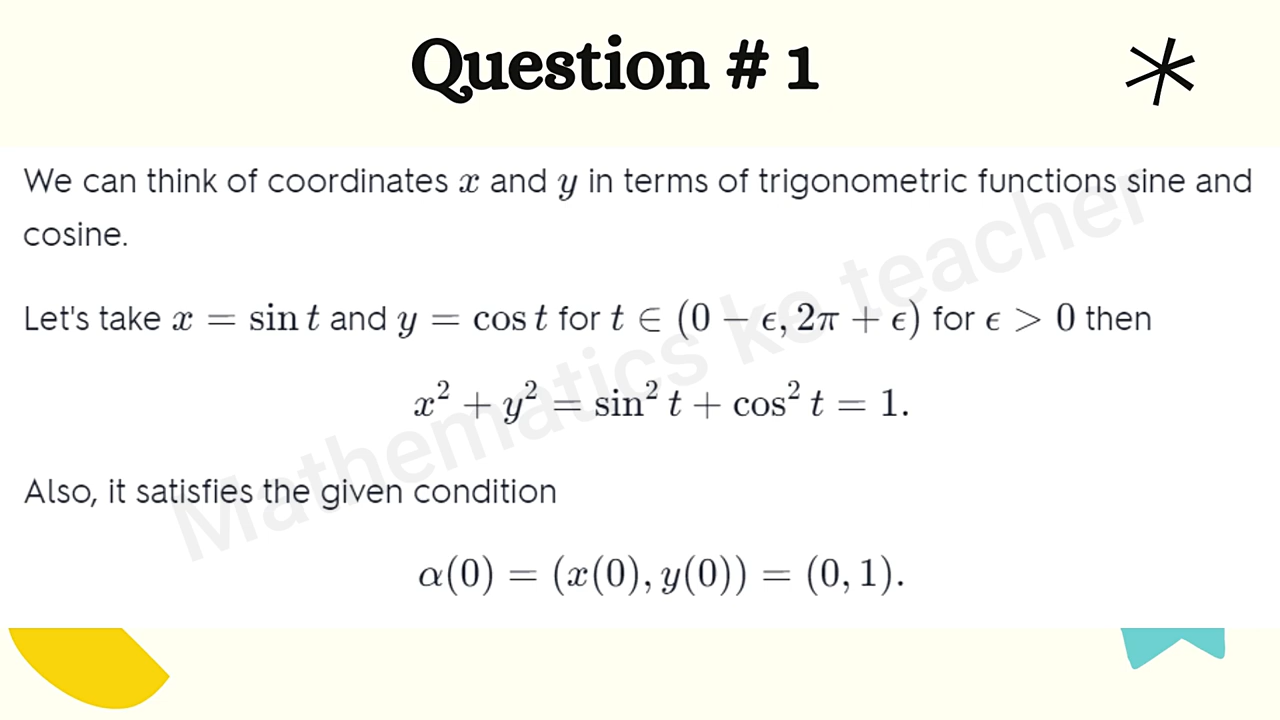 Question # 1
We can think of coordinates x and y in terms of trigonometric functions sine and
cosine.
Let's take x = sin t and y = cos t for t ∈ (0 − ϵ, 2π + ϵ) for ϵ > 0 then
x² + y² = sin² t + cos² t = 1.
Also, it satisfies the given condition
α(0) = (x(0), y(0)) = (0, 1).
Mathematics ke teacher